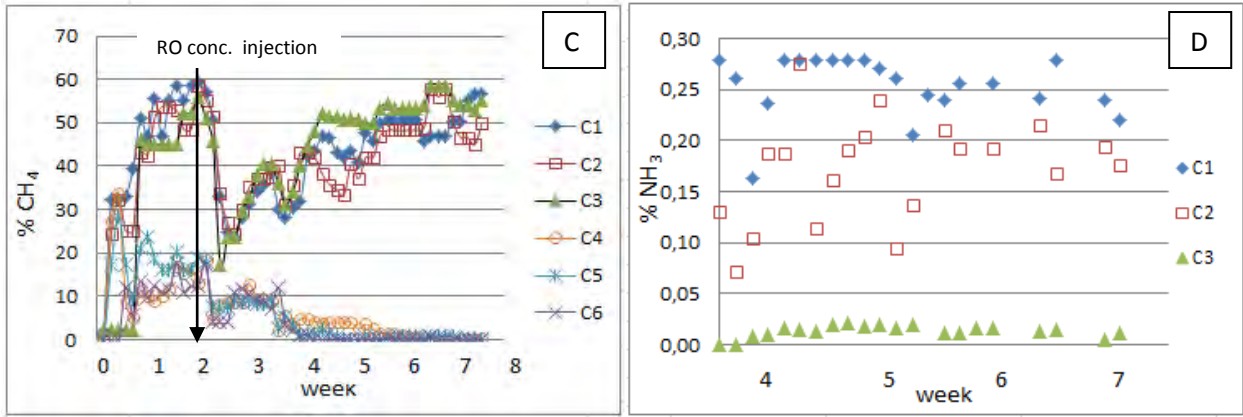 C
RO conc. injection
% CH4
70
60
50
40
30
20
10
0
0 1 2 3 4 5 6 7 8
week
C1
C2
C3
C4
C5
C6
D
% NH3
0,30
0,25
0,20
0,15
0,10
0,05
0,00
4 5 6 7
week
C1
C2
C3